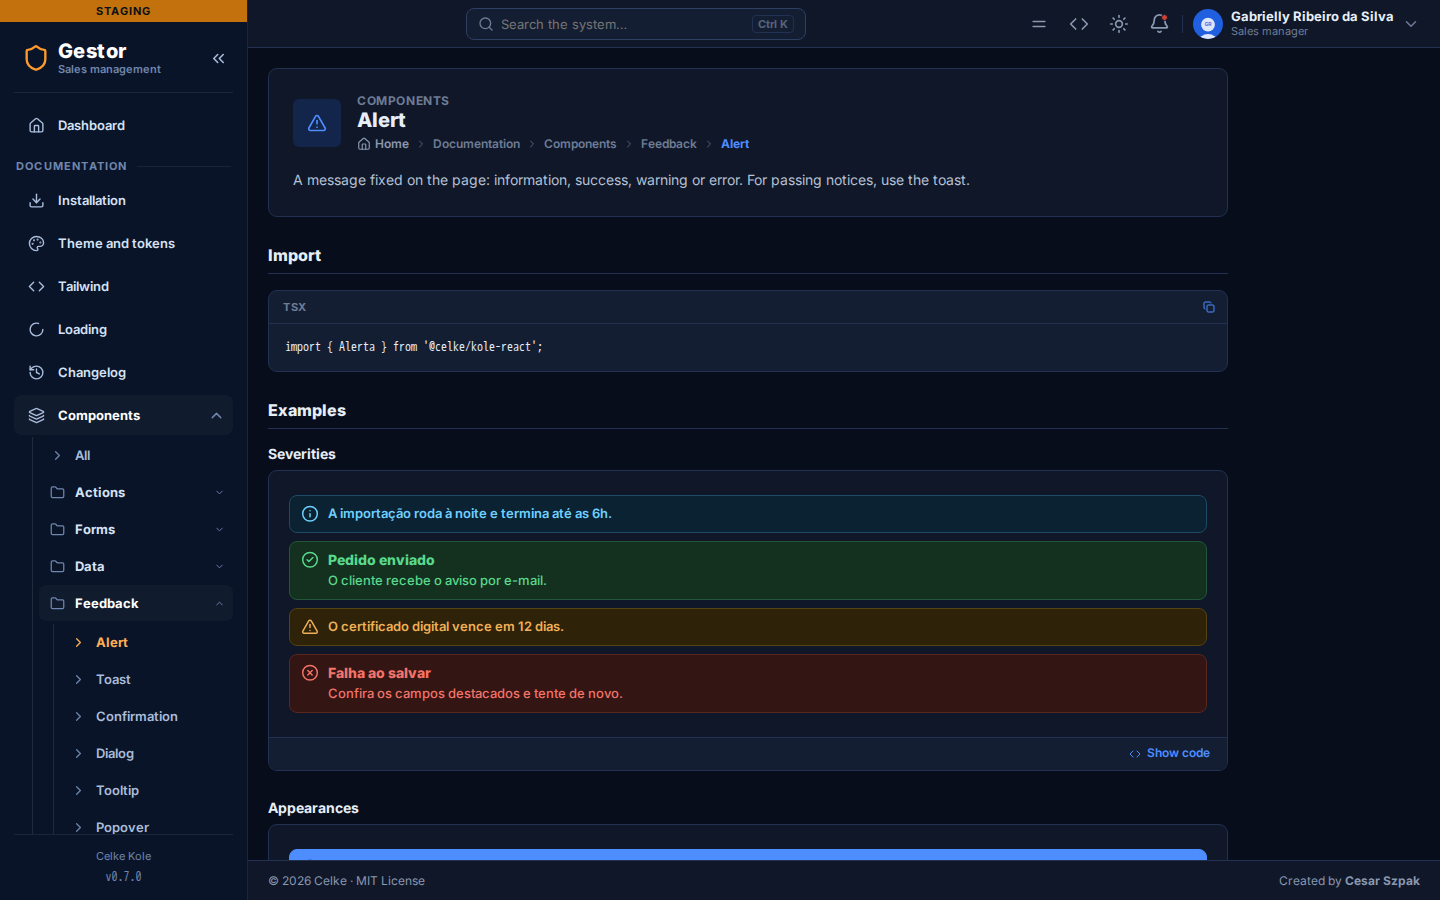 STAGING
Gestor
Sales management
Dashboard
DOCUMENTATION
Installation
Theme and tokens
Tailwind
Loading
Changelog
Components
All
Actions
Forms
Data
Feedback
Alert
Toast
Confirmation
Dialog
Tooltip
Popover
Celke Kole
v0.7.0
Search the system...
Ctrl K
GR
Gabrielly Ribeiro da Silva
Sales manager
COMPONENTS
Alert
Home
Documentation
Components
Feedback
Alert
A message fixed on the page: information, success, warning or error. For passing notices, use the toast.
Import
TSX
import { Alerta } from '@celke/kole-react';
Examples
Severities
A importação roda à noite e termina até as 6h.
Pedido enviado
O cliente recebe o aviso por e-mail.
O certificado digital vence em 12 dias.
Falha ao salvar
Confira os campos destacados e tente de novo.
Show code
Appearances
© 2026 Celke · MIT License
Created by Cesar Szpak